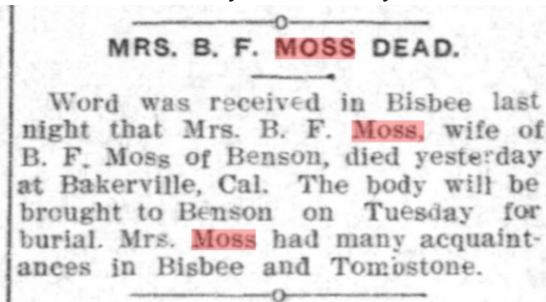 MRS. B. F. MOSS DEAD.
Word was received in Bisbee last
night that Mrs. B. F. Moss, wife of
B. F. Moss of Benson, died yesterday
at Bakerville, Cal. The body will be
brought to Benson on Tuesday for
burial. Mrs. Moss had many acquaint-
ances in Bisbee and Tombstone.